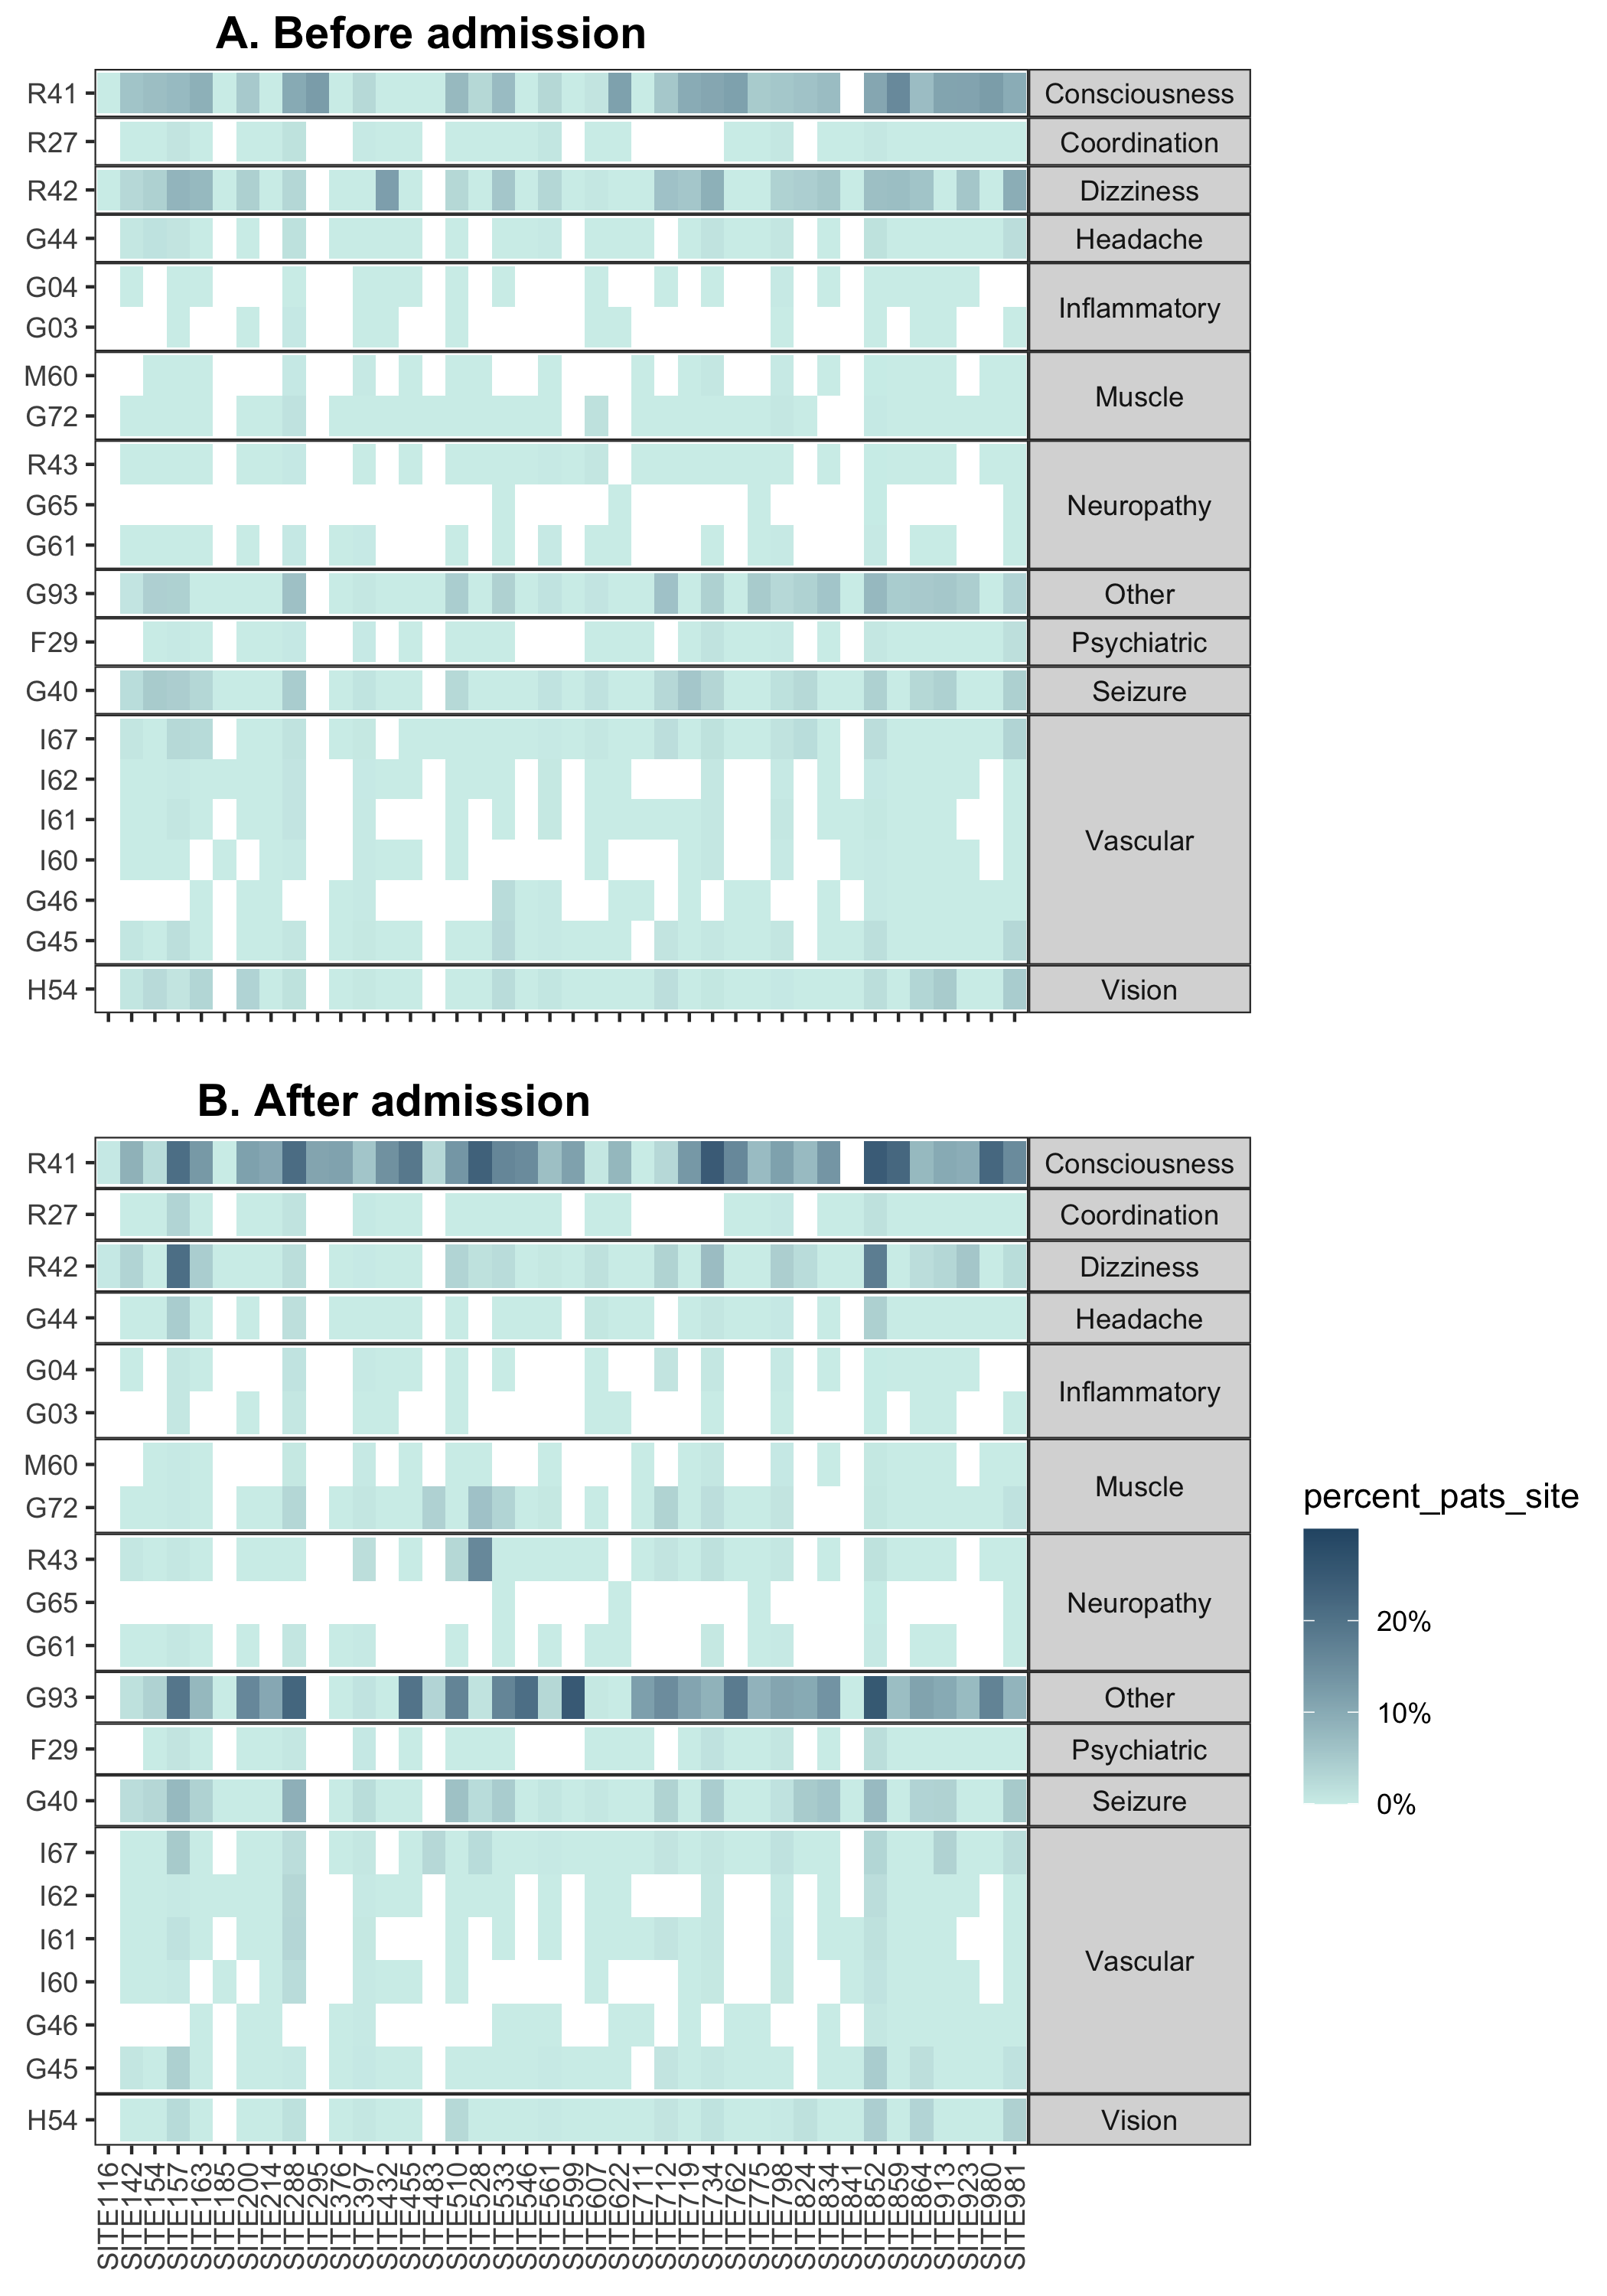 A. Before admission
R41 Consciousness
R27 Coordination
R42 Dizziness
G44 Headache
G04
Inflammatory
G03
M60
Muscle
G72
R43
G65 Neuropathy
G61
G93 Other
F29 Psychiatric
G40 Seizure
I67
I62
I61
Vascular
I60
G46
G45
H54 Vision
B. After admission
R41 Consciousness
R27 Coordination
R42 Dizziness
G44 Headache
G04
Inflammatory
G03
M60
Muscle
G72
R43
G65 Neuropathy
G61
G93 Other
F29 Psychiatric
G40 Seizure
I67
I62
I61
Vascular
I60
G46
G45
H54 Vision
percent_pats_site
20%
10%
0%
SITE116
SITE142
SITE154
SITE157
SITE163
SITE185
SITE200
SITE214
SITE288
SITE295
SITE376
SITE397
SITE432
SITE455
SITE483
SITE510
SITE528
SITE533
SITE546
SITE561
SITE599
SITE607
SITE622
SITE711
SITE712
SITE719
SITE734
SITE762
SITE775
SITE798
SITE824
SITE834
SITE841
SITE852
SITE859
SITE864
SITE913
SITE923
SITE980
SITE981